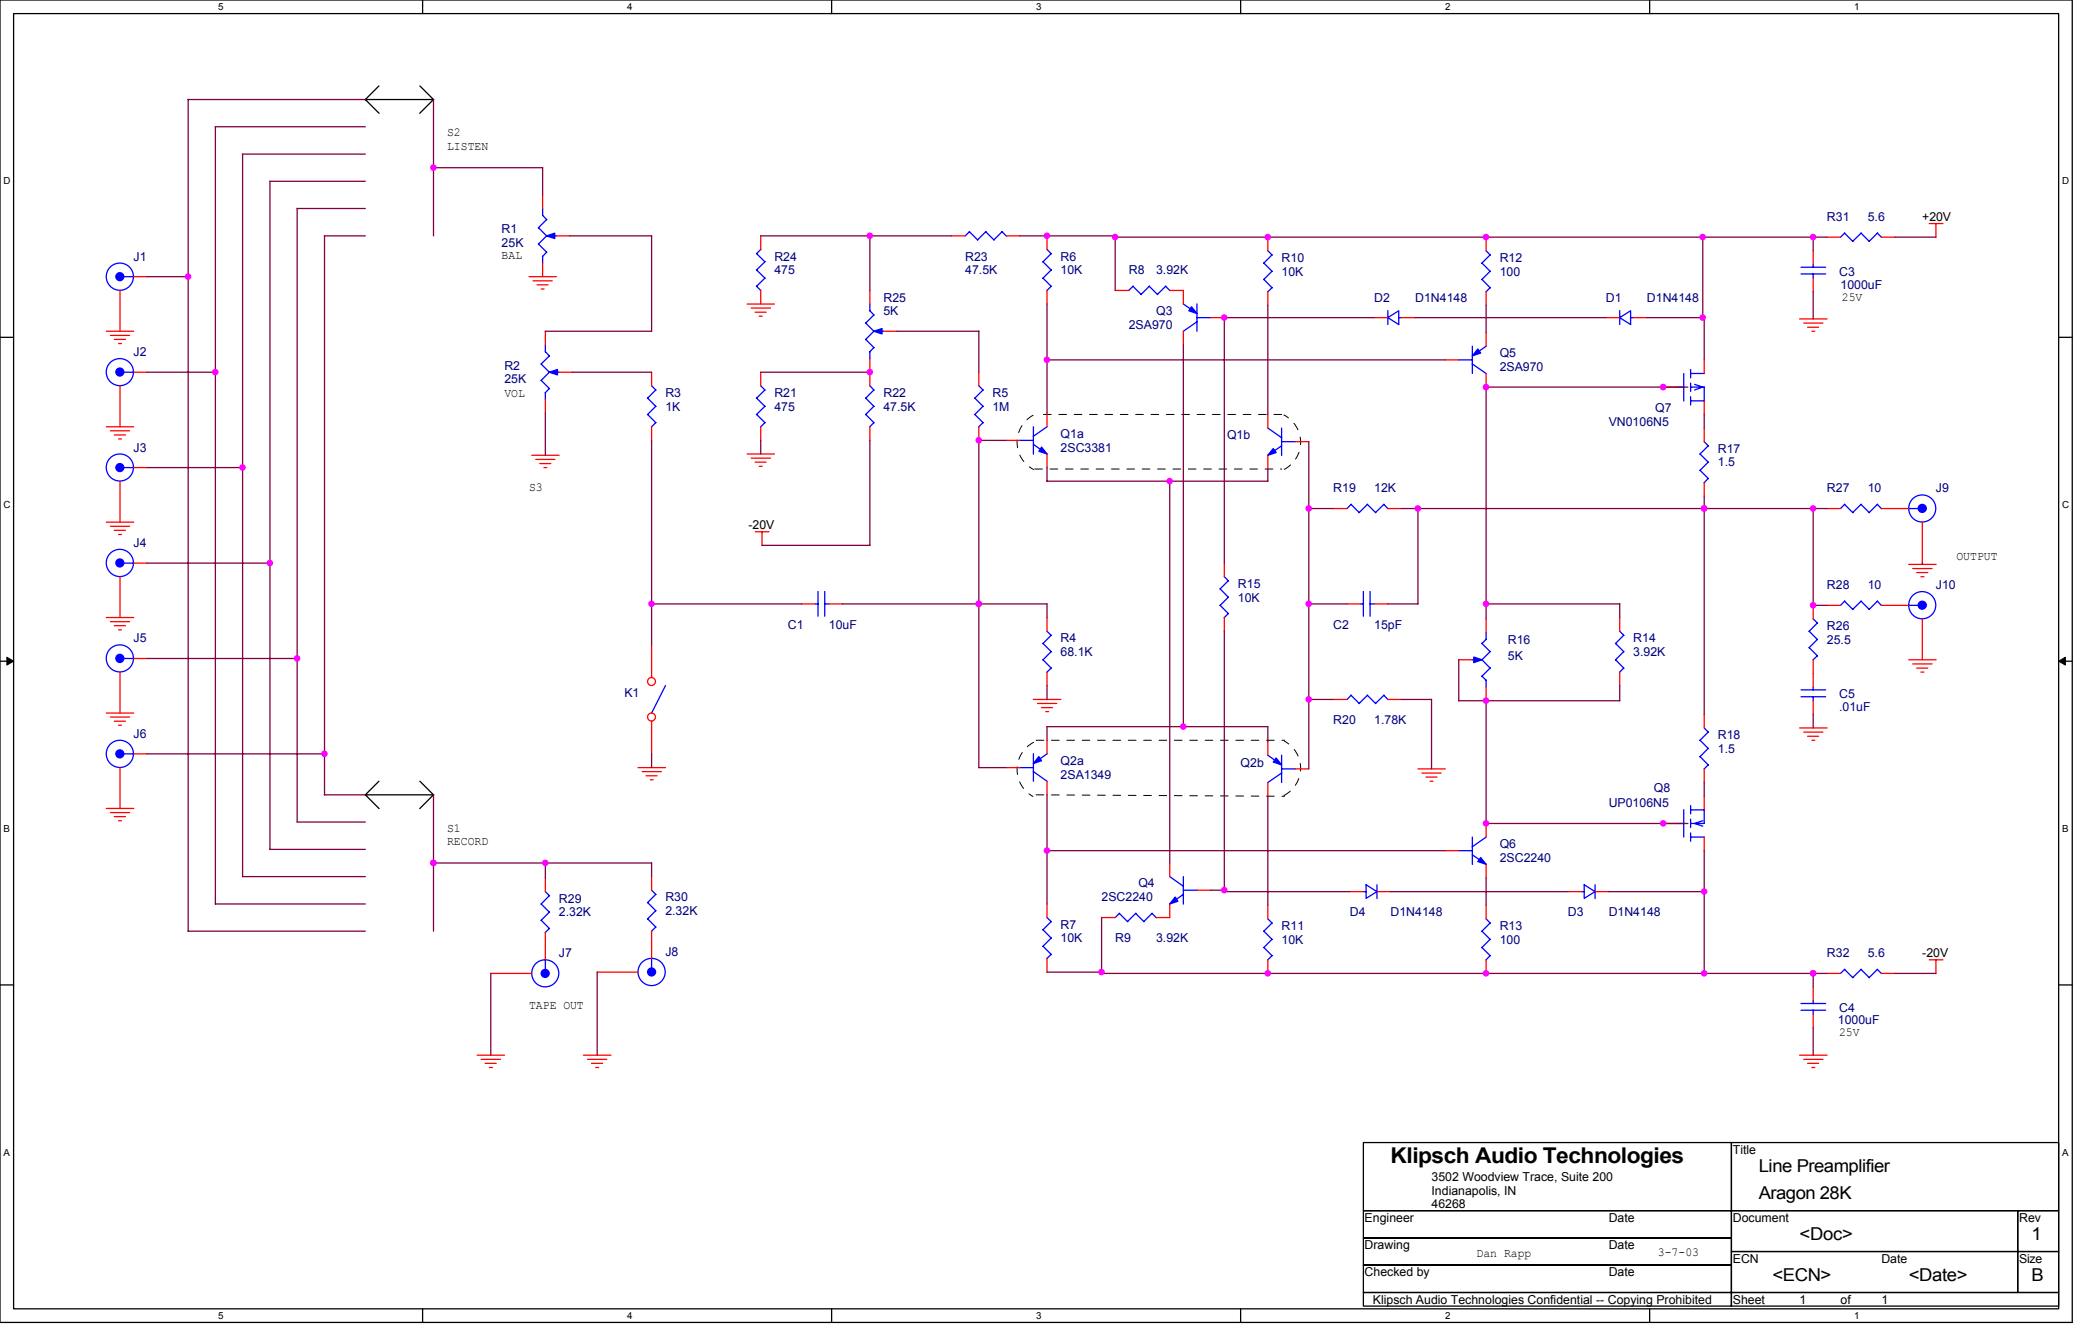 5 4 3 2 1
D D
C C
B B
A A
S2
LISTEN
R1
25K
BAL
R2
25K
VOL
S3
J1
J2
J3
J4
J5
J6
S1
RECORD
R29
2.32K
R30
2.32K
J7
J8
TAPE OUT
R3
1K
K1
C1 10uF
R24
475
R25
5K
R23
47.5K
R21
475
R22
47.5K
-20V
R5
1M
R4
68.1K
R6
10K
R8 3.92K
Q3
2SA970
R10
10K
R12
100
D2 D1N4148
D1 D1N4148
Q5
2SA970
Q1a
2SC3381
Q1b
R19 12K
R15
10K
C2 15pF
R20 1.78K
Q2a
2SA1349
Q2b
Q4
2SC2240
R7
10K
R9 3.92K
R11
10K
R16
5K
R14
3.92K
Q6
2SC2240
D4 D1N4148
D3 D1N4148
R13
100
Q7
VN0106N5
R17
1.5
R18
1.5
Q8
UP0106N5
R31 5.6
+20V
C3
1000uF
25V
R27 10
J9
OUTPUT
R28 10
J10
R26
25.5
C5
.01uF
R32 5.6
-20V
C4
1000uF
25V
Klipsch Audio Technologies
3502 Woodview Trace, Suite 200
Indianapolis, IN
46268
Title
Line Preamplifier
Aragon 28K
Engineer Date
Drawing Dan Rapp Date 3-7-03
Checked by Date
Document
<Doc>
Rev
1
ECN Date
<ECN> <Date>
Size
B
Klipsch Audio Technologies Confidential -- Copying Prohibited
Sheet 1 of 1
5 4 3 2 1